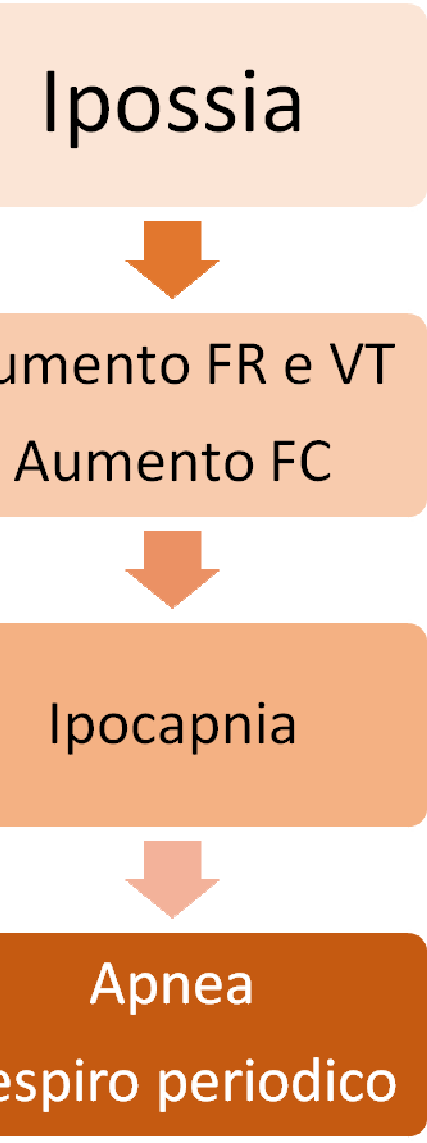 Ipossia
umento FR e VT
Aumento FC
Ipocapnia
Apnea
espiro periodico